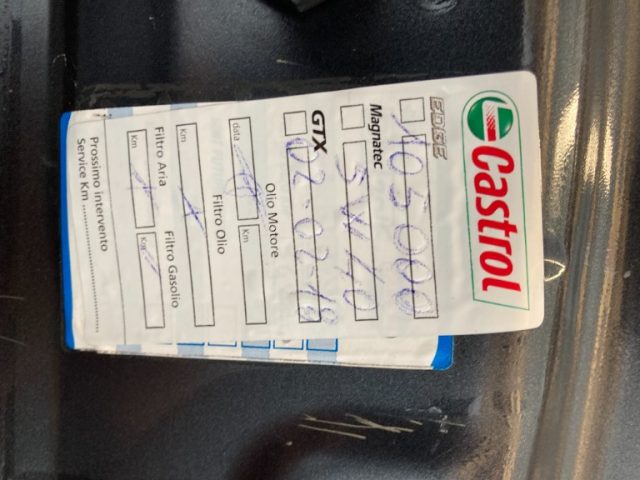 Castrol
EDGE 105000
Magnatec 5W40
GTX 02-02-18
Olio Motore
data Km
Filtro Olio
Km
Filtro Aria Filtro Gasolio
Km Km
Prossimo intervento
Service Km ....................